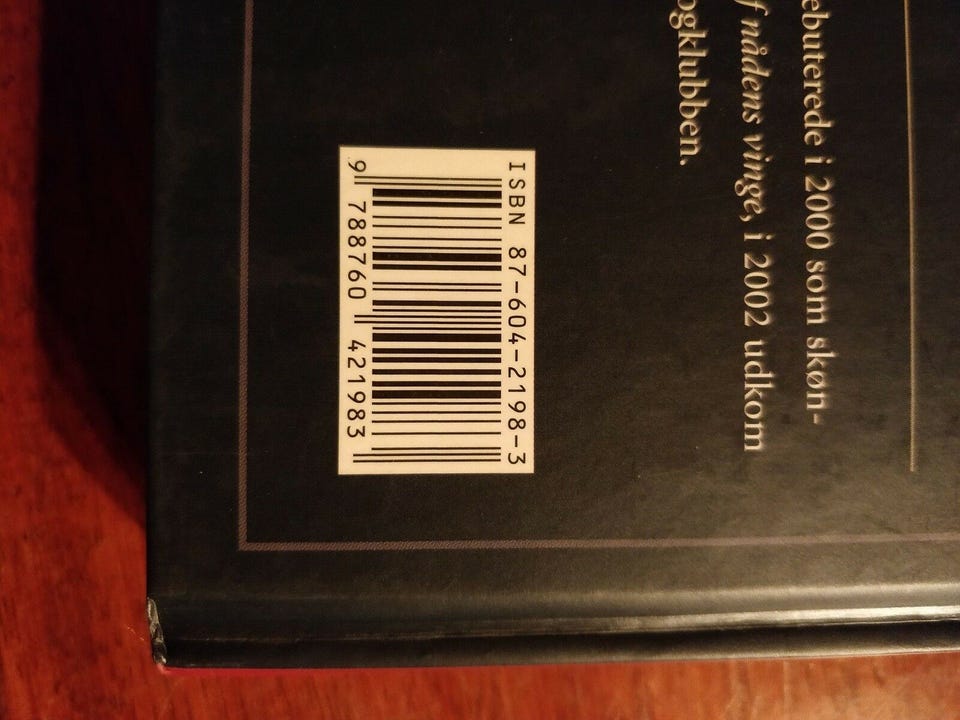 ebuterede i 2000 som skøn-
f nådens vinge, i 2002 udkom
ogklubben.
ISBN 87-604-2198-3
9 788760 421983